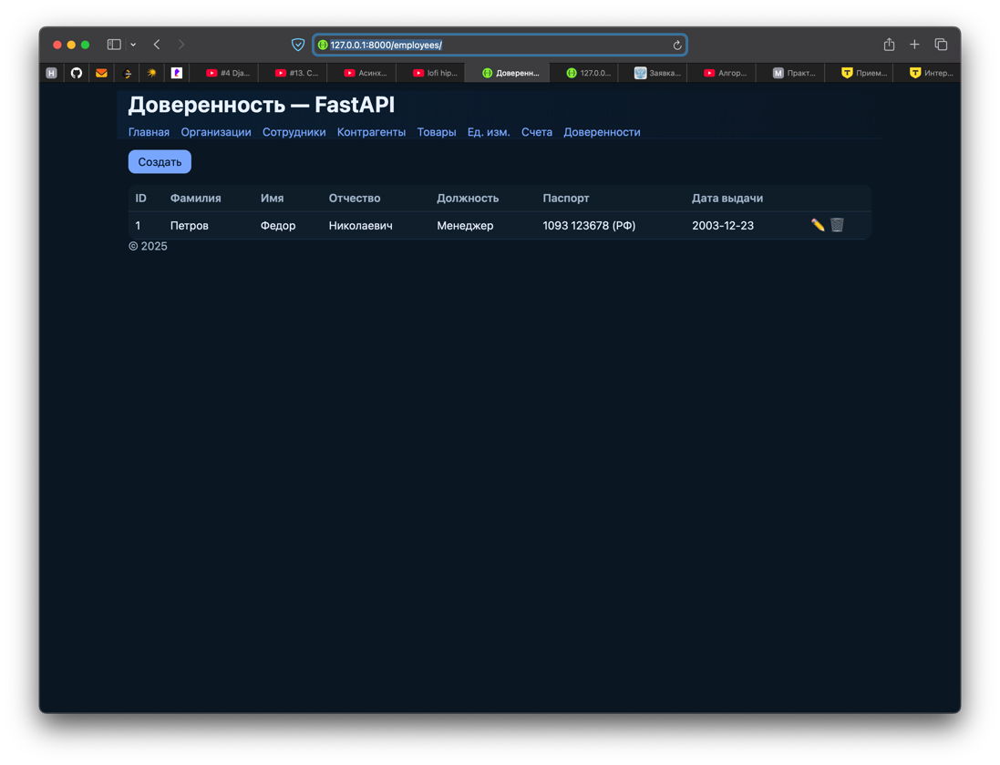 127.0.0.1:8000/employees/
H #4 Dja... #13. C... Асинх... lofi hip... Доверенн... 127.0.0... Заявка... Алгор... M Практ... Т Прием... Т Интер...
Доверенность — FastAPI
Главная Организации Сотрудники Контрагенты Товары Ед. изм. Счета Доверенности
Создать
ID Фамилия Имя Отчество Должность Паспорт Дата выдачи
1 Петров Федор Николаевич Менеджер 1093 123678 (РФ) 2003-12-23
© 2025